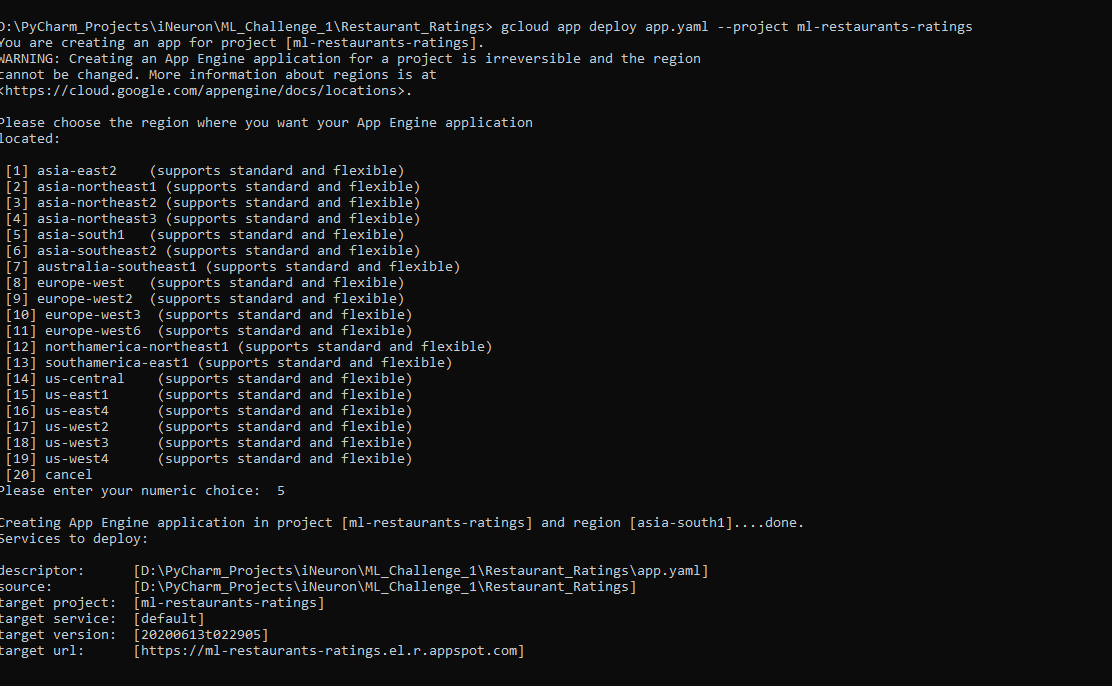 D:\PyCharm_Projects\iNeuron\ML_Challenge_1\Restaurant_Ratings> gcloud app deploy app.yaml --project ml-restaurants-ratings
You are creating an app for project [ml-restaurants-ratings].
WARNING: Creating an App Engine application for a project is irreversible and the region
cannot be changed. More information about regions is at
<https://cloud.google.com/appengine/docs/locations>.
Please choose the region where you want your App Engine application
located:
[1] asia-east2    (supports standard and flexible)
[2] asia-northeast1 (supports standard and flexible)
[3] asia-northeast2 (supports standard and flexible)
[4] asia-northeast3 (supports standard and flexible)
[5] asia-south1   (supports standard and flexible)
[6] asia-southeast2 (supports standard and flexible)
[7] australia-southeast1 (supports standard and flexible)
[8] europe-west   (supports standard and flexible)
[9] europe-west2  (supports standard and flexible)
[10] europe-west3  (supports standard and flexible)
[11] europe-west6  (supports standard and flexible)
[12] northamerica-northeast1 (supports standard and flexible)
[13] southamerica-east1 (supports standard and flexible)
[14] us-central    (supports standard and flexible)
[15] us-east1      (supports standard and flexible)
[16] us-east4      (supports standard and flexible)
[17] us-west2      (supports standard and flexible)
[18] us-west3      (supports standard and flexible)
[19] us-west4      (supports standard and flexible)
[20] cancel
Please enter your numeric choice:  5
Creating App Engine application in project [ml-restaurants-ratings] and region [asia-south1]....done.
Services to deploy:
descriptor:      [D:\PyCharm_Projects\iNeuron\ML_Challenge_1\Restaurant_Ratings\app.yaml]
source:          [D:\PyCharm_Projects\iNeuron\ML_Challenge_1\Restaurant_Ratings]
target project:  [ml-restaurants-ratings]
target service:  [default]
target version:  [20200613t022905]
target url:      [https://ml-restaurants-ratings.el.r.appspot.com]